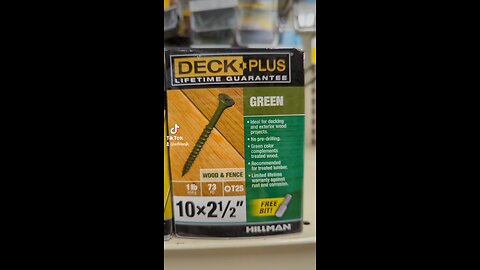 DECK PLUS
LIFETIME GUARANTEE
GREEN
Ideal for decking
and exterior wood
projects.
No pre-drilling.
Green color
complements
treated wood.
Recommended
for treated lumber.
Limited lifetime
warranty against
rust and corrosion.
TikTok
WOOD & FENCE
1 lb
73
T25
10×2½"
FREE
BIT!
HILLMAN